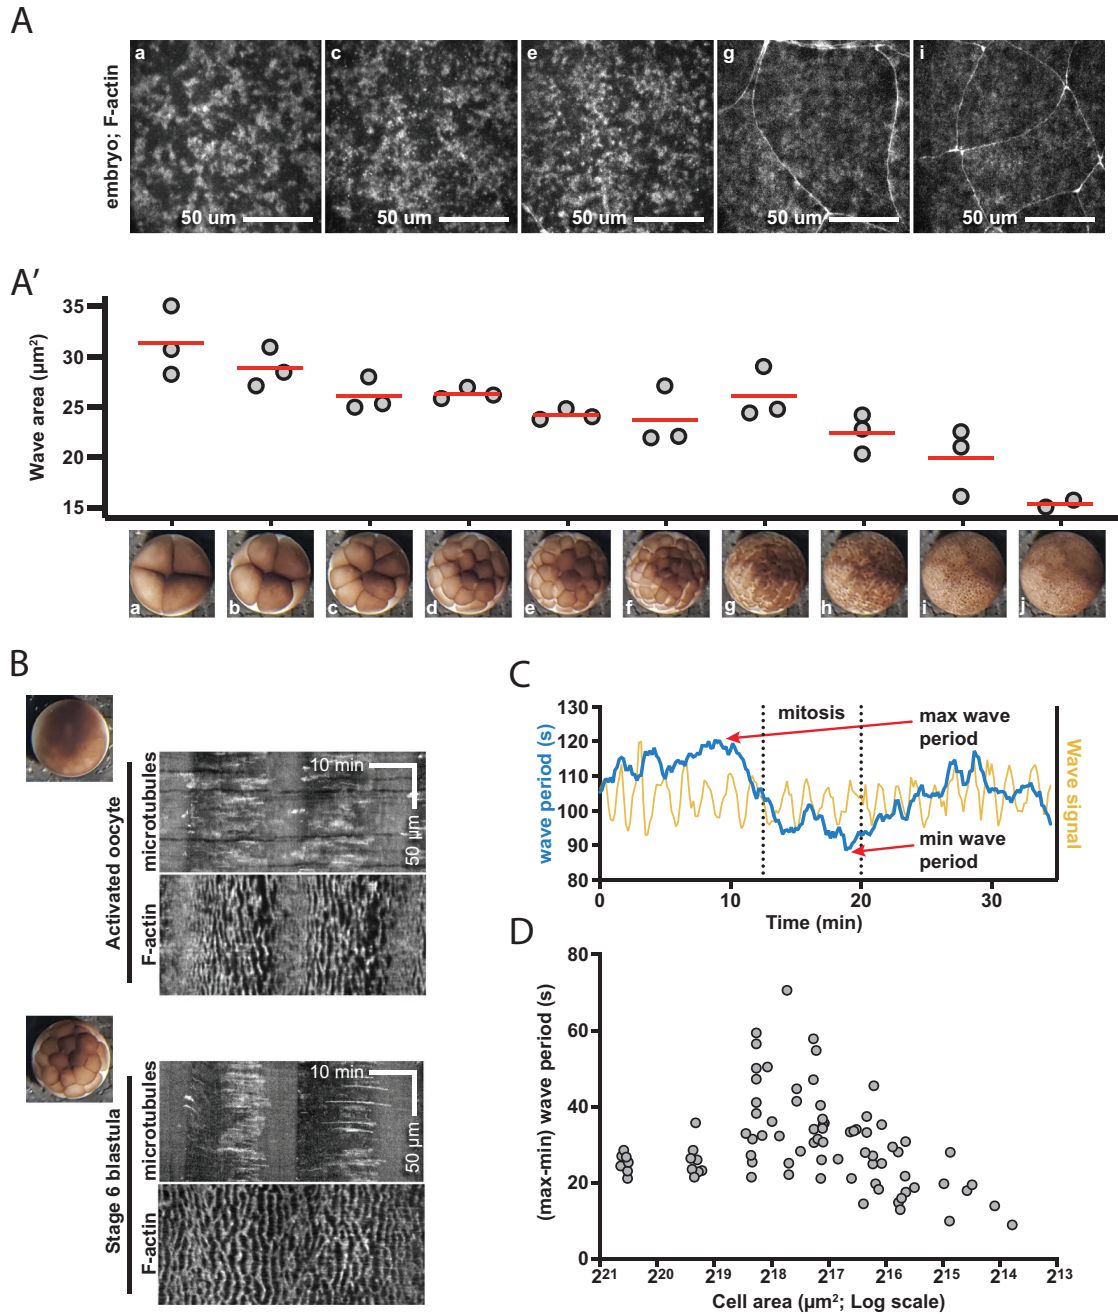 A
embryo; F-actin
a
c
e
g
i
50 um
50 um
50 um
50 um
50 um
A'
Wave area (µm²)
35
30
25
20
15
a
b
c
d
e
f
g
h
i
j
B
Activated oocyte
microtubules
10 min
50 µm
F-actin
Stage 6 blastula
microtubules
10 min
50 µm
F-actin
C
wave period (s)
130
120
110
100
90
80
mitosis
max wave
period
min wave
period
Wave signal
0
10
20
30
Time (min)
D
(max-min) wave period (s)
80
60
40
20
0
2²¹
2²⁰
2¹⁹
2¹⁸
2¹⁷
2¹⁶
2¹⁵
2¹⁴
2¹³
Cell area (µm²; Log scale)